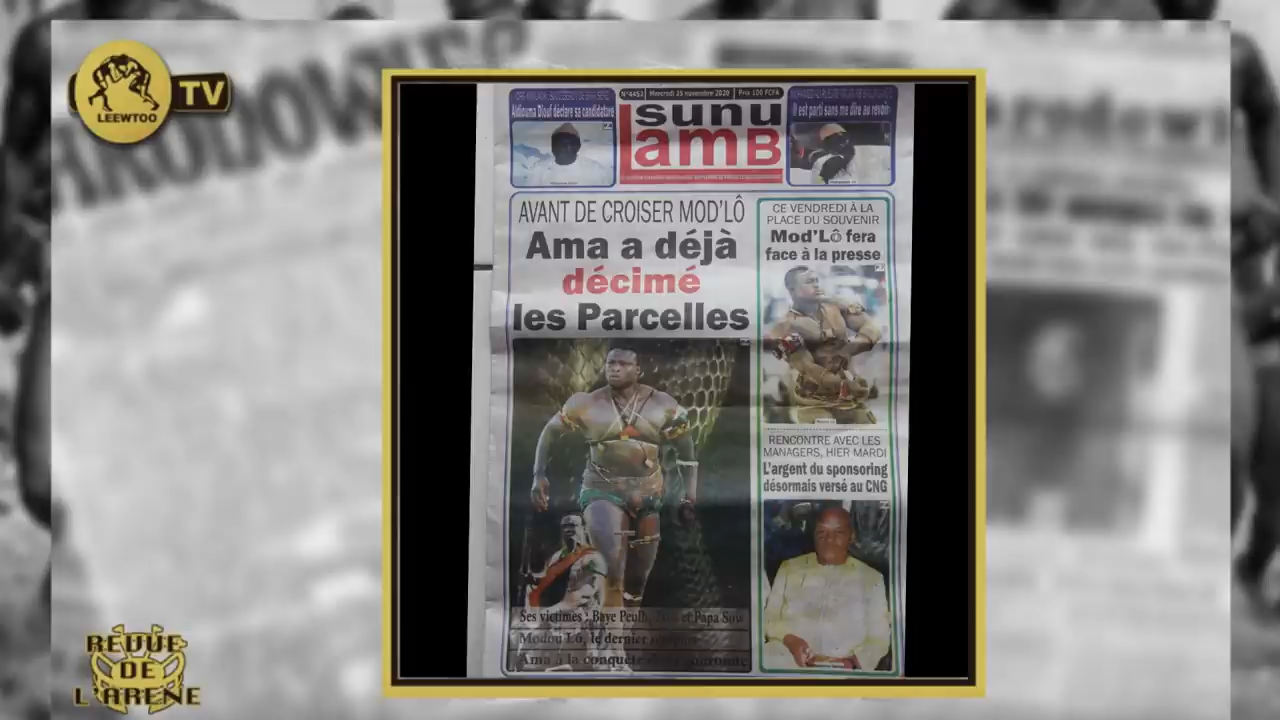 TV
LEEWTOO
N°4453 Mercredi 25 novembre 2020 Prix 100 FCFA
Aldiouma Diouf déclare sa candidature
sunu
LamB
Il est parti sans me dire au revoir
AVANT DE CROISER MOD'LÔ
Ama a déjà
décimé
les Parcelles
CE VENDREDI À LA
PLACE DU SOUVENIR
Mod'Lô fera
face à la presse
RENCONTRE AVEC LES
MANAGERS, HIER MARDI
L'argent du sponsoring
désormais versé au CNG
Ses victimes : Baye Peulh, et Papa Sow
Modou Lô, le dernier
Ama à la conquête
REVUE
DE
L'ARENE